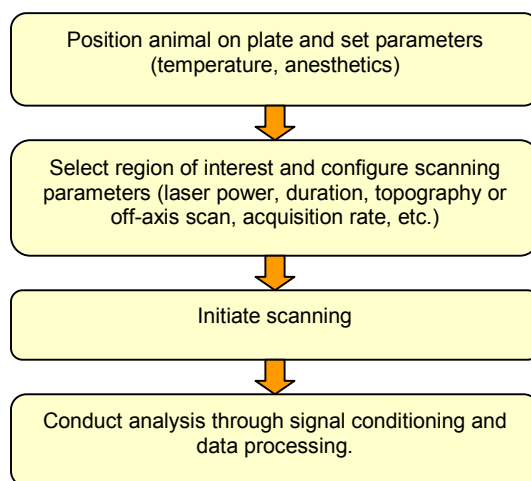 Position animal on plate and set parameters
(temperature, anesthetics)
Select region of interest and configure scanning
parameters (laser power, duration, topography or
off-axis scan, acquisition rate, etc.)
Initiate scanning
Conduct analysis through signal conditioning and
data processing.